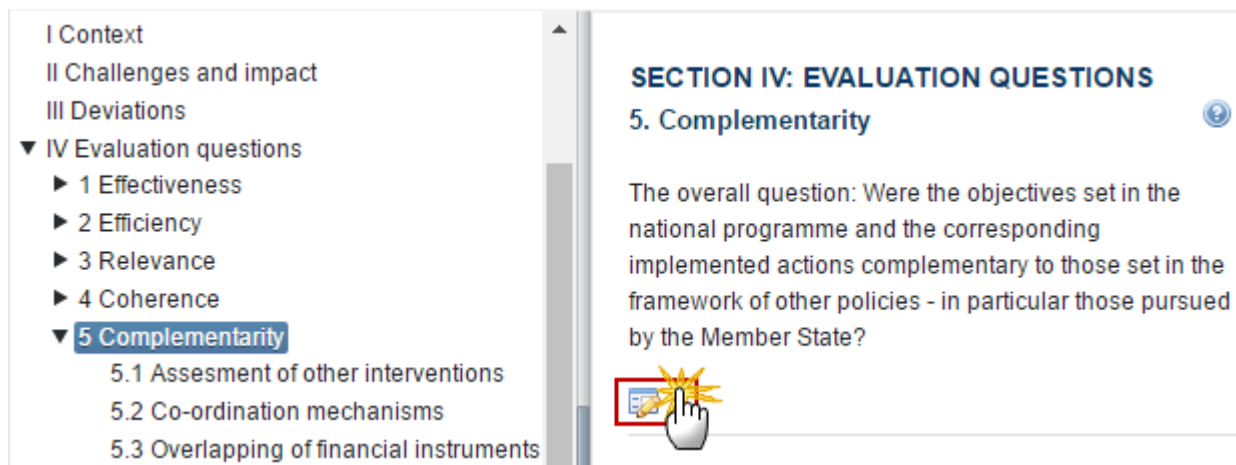 I Context
II Challenges and impact
III Deviations
IV Evaluation questions
1 Effectiveness
2 Efficiency
3 Relevance
4 Coherence
5 Complementarity
5.1 Assesment of other interventions
5.2 Co-ordination mechanisms
5.3 Overlapping of financial instruments
SECTION IV: EVALUATION QUESTIONS
5. Complementarity
?
The overall question: Were the objectives set in the
national programme and the corresponding
implemented actions complementary to those set in the
framework of other policies - in particular those pursued
by the Member State?